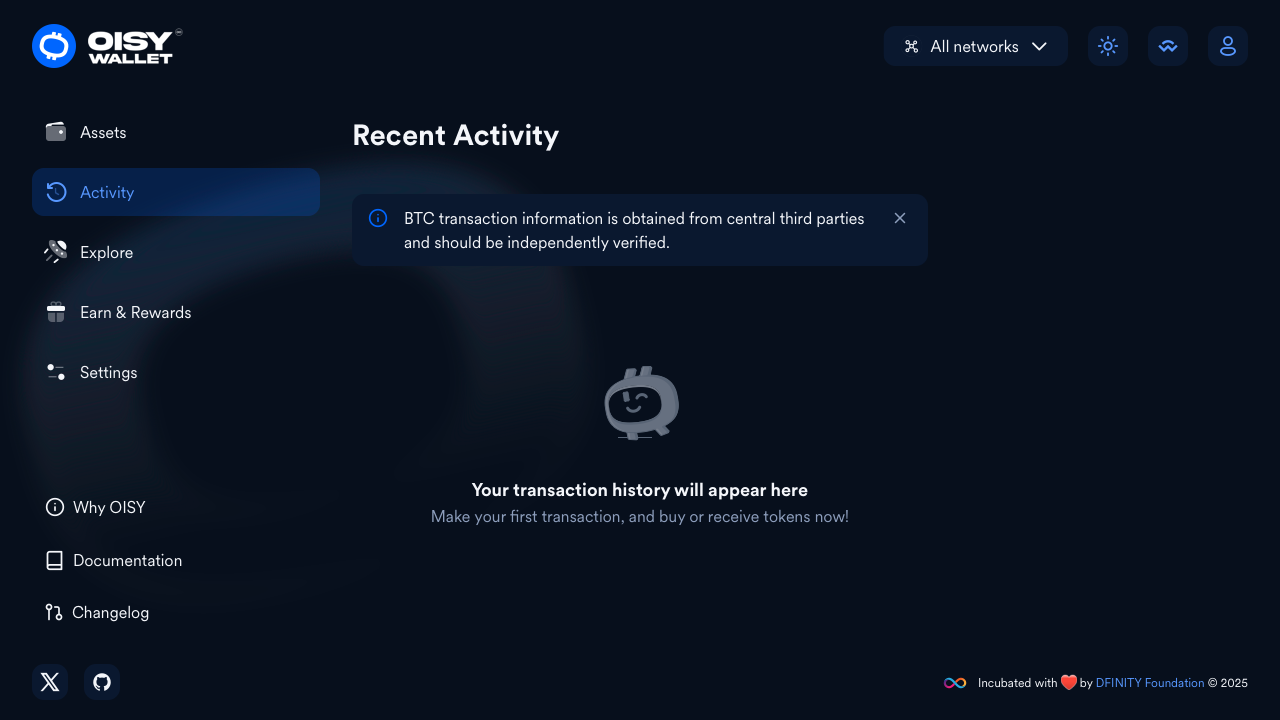 OISY
WALLET
All networks
Assets
Activity
Explore
Earn & Rewards
Settings
Why OISY
Documentation
Changelog
Recent Activity
BTC transaction information is obtained from central third parties
and should be independently verified.
Your transaction history will appear here
Make your first transaction, and buy or receive tokens now!
Incubated with ❤️ by DFINITY Foundation © 2025